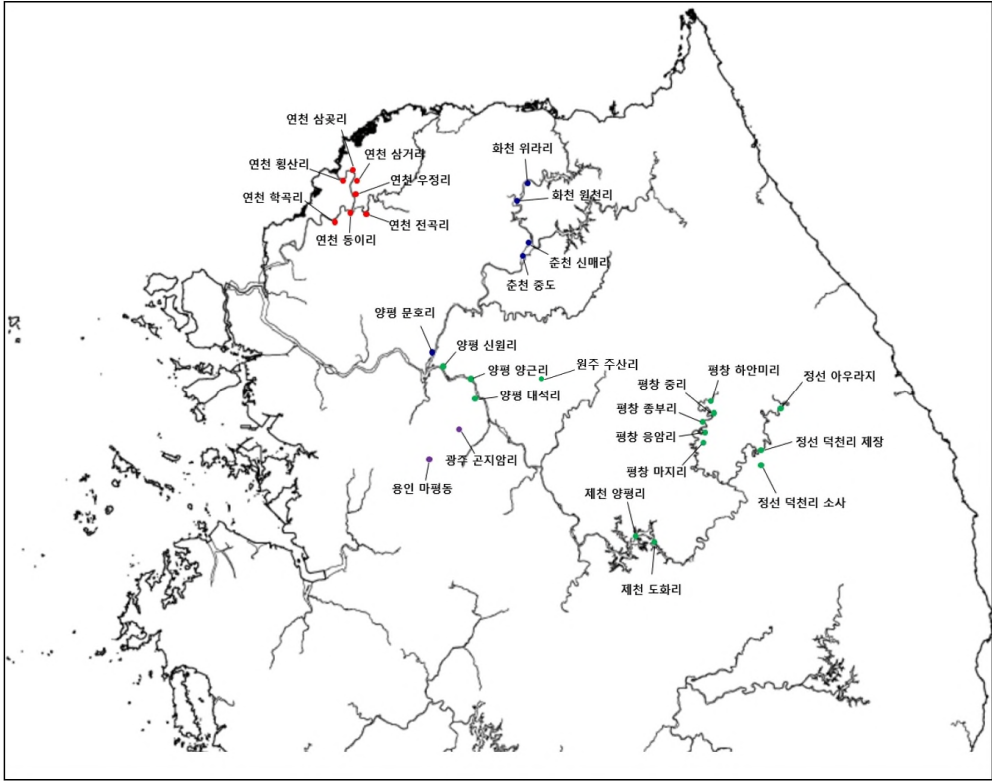 연천 삼곶리
연천 삼거리
연천 횡산리
연천 우정리
연천 학곡리
연천 전곡리
연천 동이리
화천 위라리
화천 원천리
춘천 신매리
춘천 중도
양평 문호리
양평 신원리
양평 양근리
양평 대석리
원주 주산리
광주 곤지암리
용인 마평동
평창 하안미리
평창 중리
평창 종부리
평창 응암리
평창 마지리
정선 아우라지
정선 덕천리 제장
정선 덕천리 소사
제천 양평리
제천 도화리